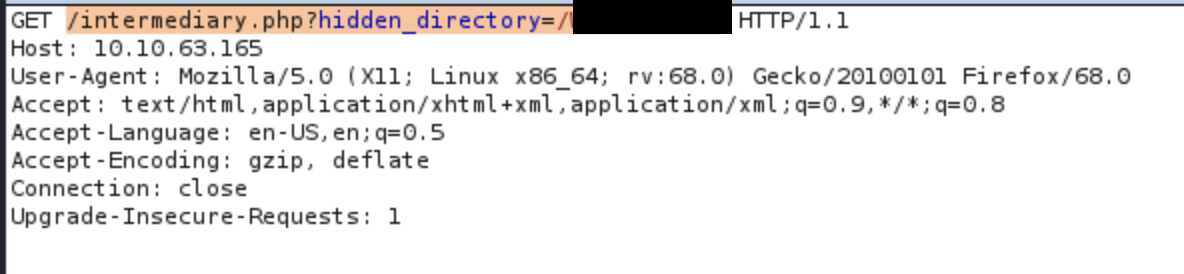 GET /intermediary.php?hidden_directory=/ HTTP/1.1
Host: 10.10.63.165
User-Agent: Mozilla/5.0 (X11; Linux x86_64; rv:68.0) Gecko/20100101 Firefox/68.0
Accept: text/html,application/xhtml+xml,application/xml;q=0.9,*/*;q=0.8
Accept-Language: en-US,en;q=0.5
Accept-Encoding: gzip, deflate
Connection: close
Upgrade-Insecure-Requests: 1